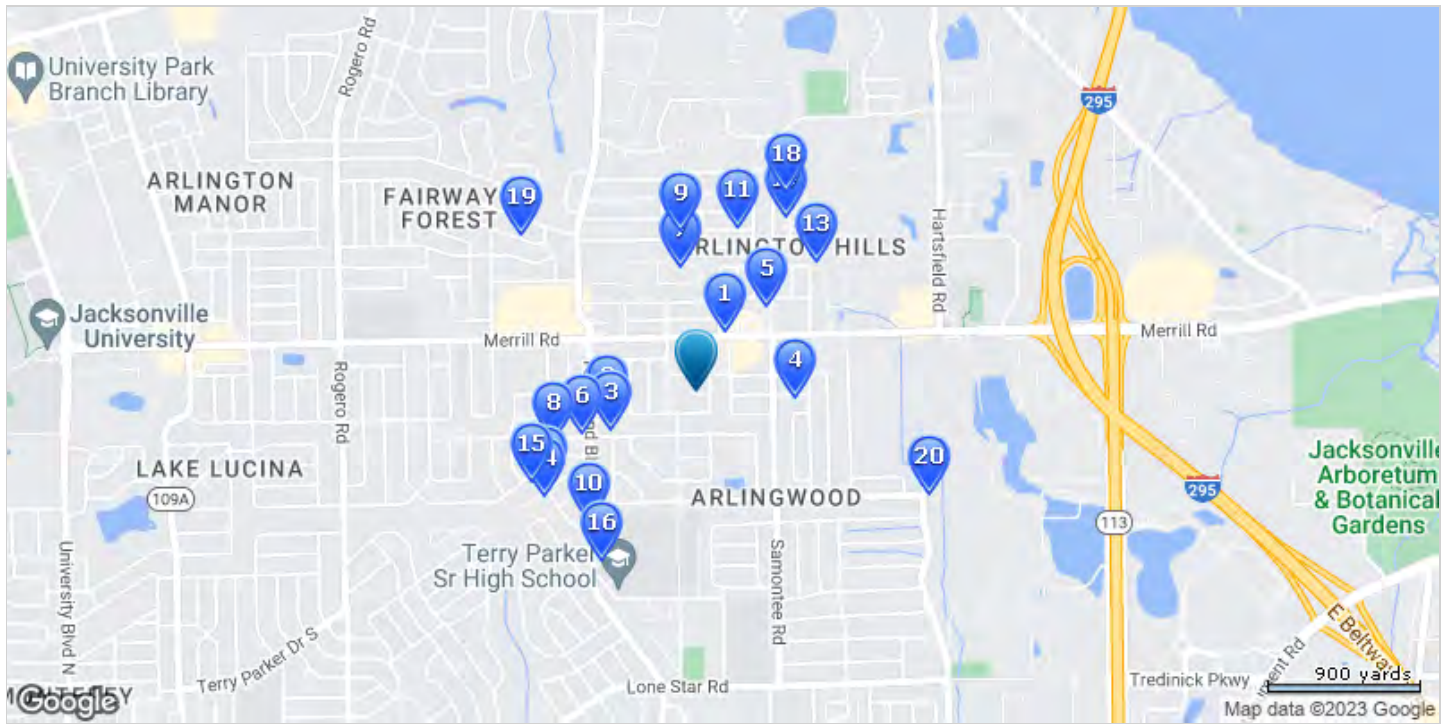 University Park
Branch Library
Rogero Rd
295
18
ARLINGTON
MANOR
FAIRWAY
FOREST
19
9
11
13
HILLS
Hartsfield Rd
5
1
Jacksonville
University
Merrill Rd
Merrill Rd
Rogero Rd
4
3
6
8
15
10
16
20
LAKE LUCINA
109A
ARLINGWOOD
Jacksonville
Arboretum
& Botanical
Gardens
295
113
Terry Parker
Sr High School
Samontee Rd
University Blvd N
Terry Parker Dr S
Lone Star Rd
E Beltway
Tredinick Pkwy
900 yards
Google
Map data ©2023 Google